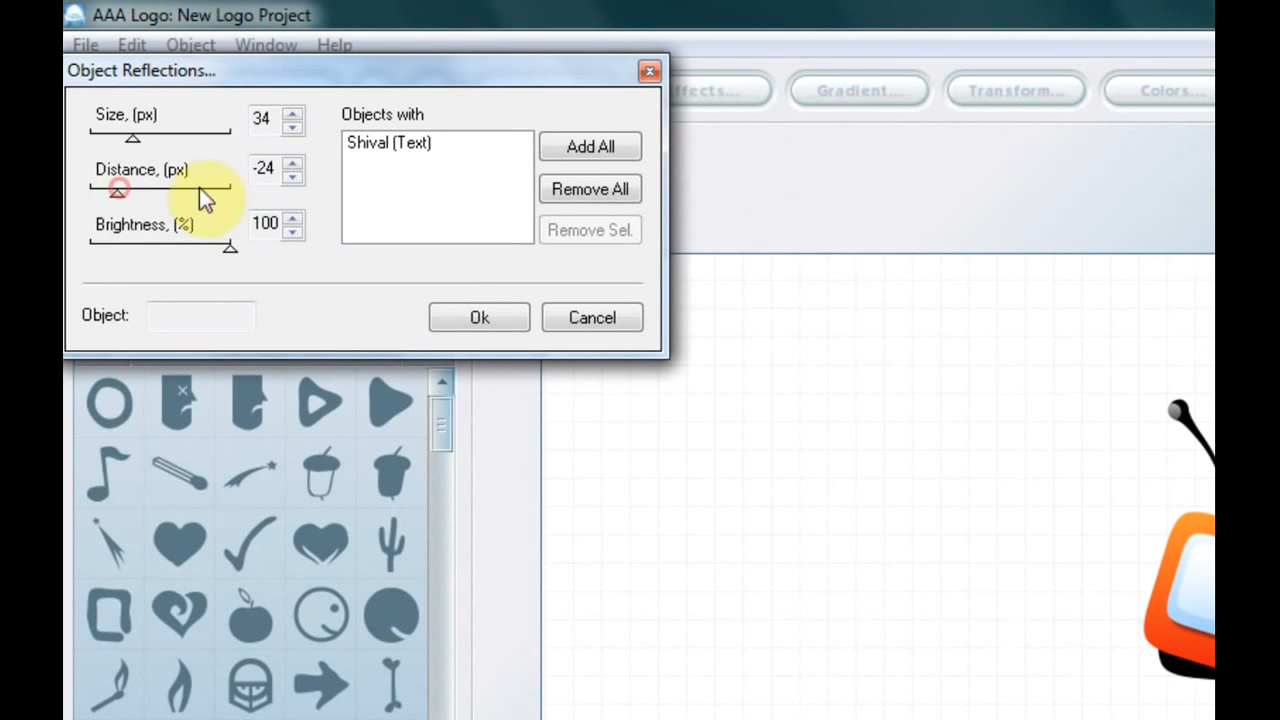 AAA Logo: New Logo Project
File Edit Object Window Help
Object Reflections...
ffects... Gradient... Transform... Colors...
Size, (px) 34 Objects with
Shival (Text) Add All
Distance, (px) -24
Remove All
Brightness, (%) 100 Remove Sel.
Object: Ok Cancel